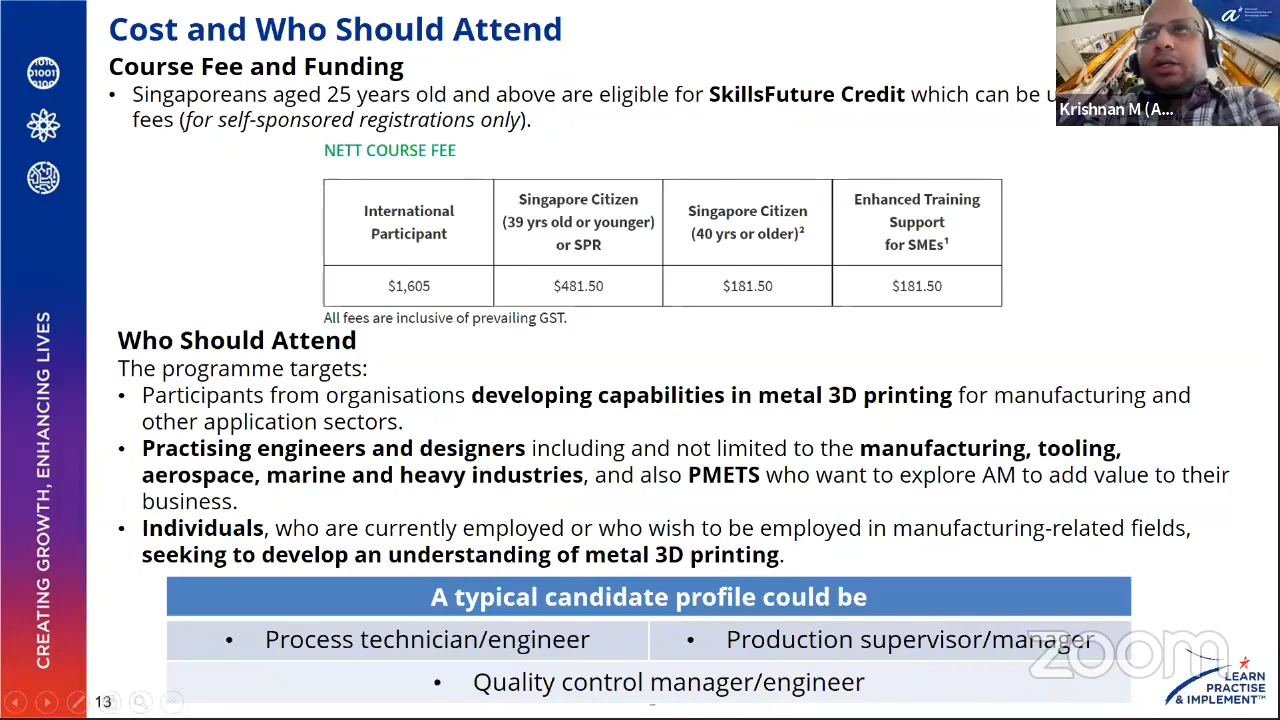 Cost and Who Should Attend
Course Fee and Funding
• Singaporeans aged 25 years old and above are eligible for SkillsFuture Credit which can be
fees (for self-sponsored registrations only).
Krishnan M (A...
NETT COURSE FEE
International
Participant
Singapore Citizen
(39 yrs old or younger)
or SPR
Singapore Citizen
(40 yrs or older)²
Enhanced Training
Support
for SMEs¹
$1,605
$481.50
$181.50
$181.50
All fees are inclusive of prevailing GST.
Who Should Attend
The programme targets:
• Participants from organisations developing capabilities in metal 3D printing for manufacturing and
other application sectors.
• Practising engineers and designers including and not limited to the manufacturing, tooling,
aerospace, marine and heavy industries, and also PMETS who want to explore AM to add value to their
business.
• Individuals, who are currently employed or who wish to be employed in manufacturing-related fields,
seeking to develop an understanding of metal 3D printing.
A typical candidate profile could be
• Process technician/engineer
• Production supervisor/manager
• Quality control manager/engineer
zoom
LEARN
PRACTISE
& IMPLEMENT™
13
CREATING GROWTH, ENHANCING LIVES